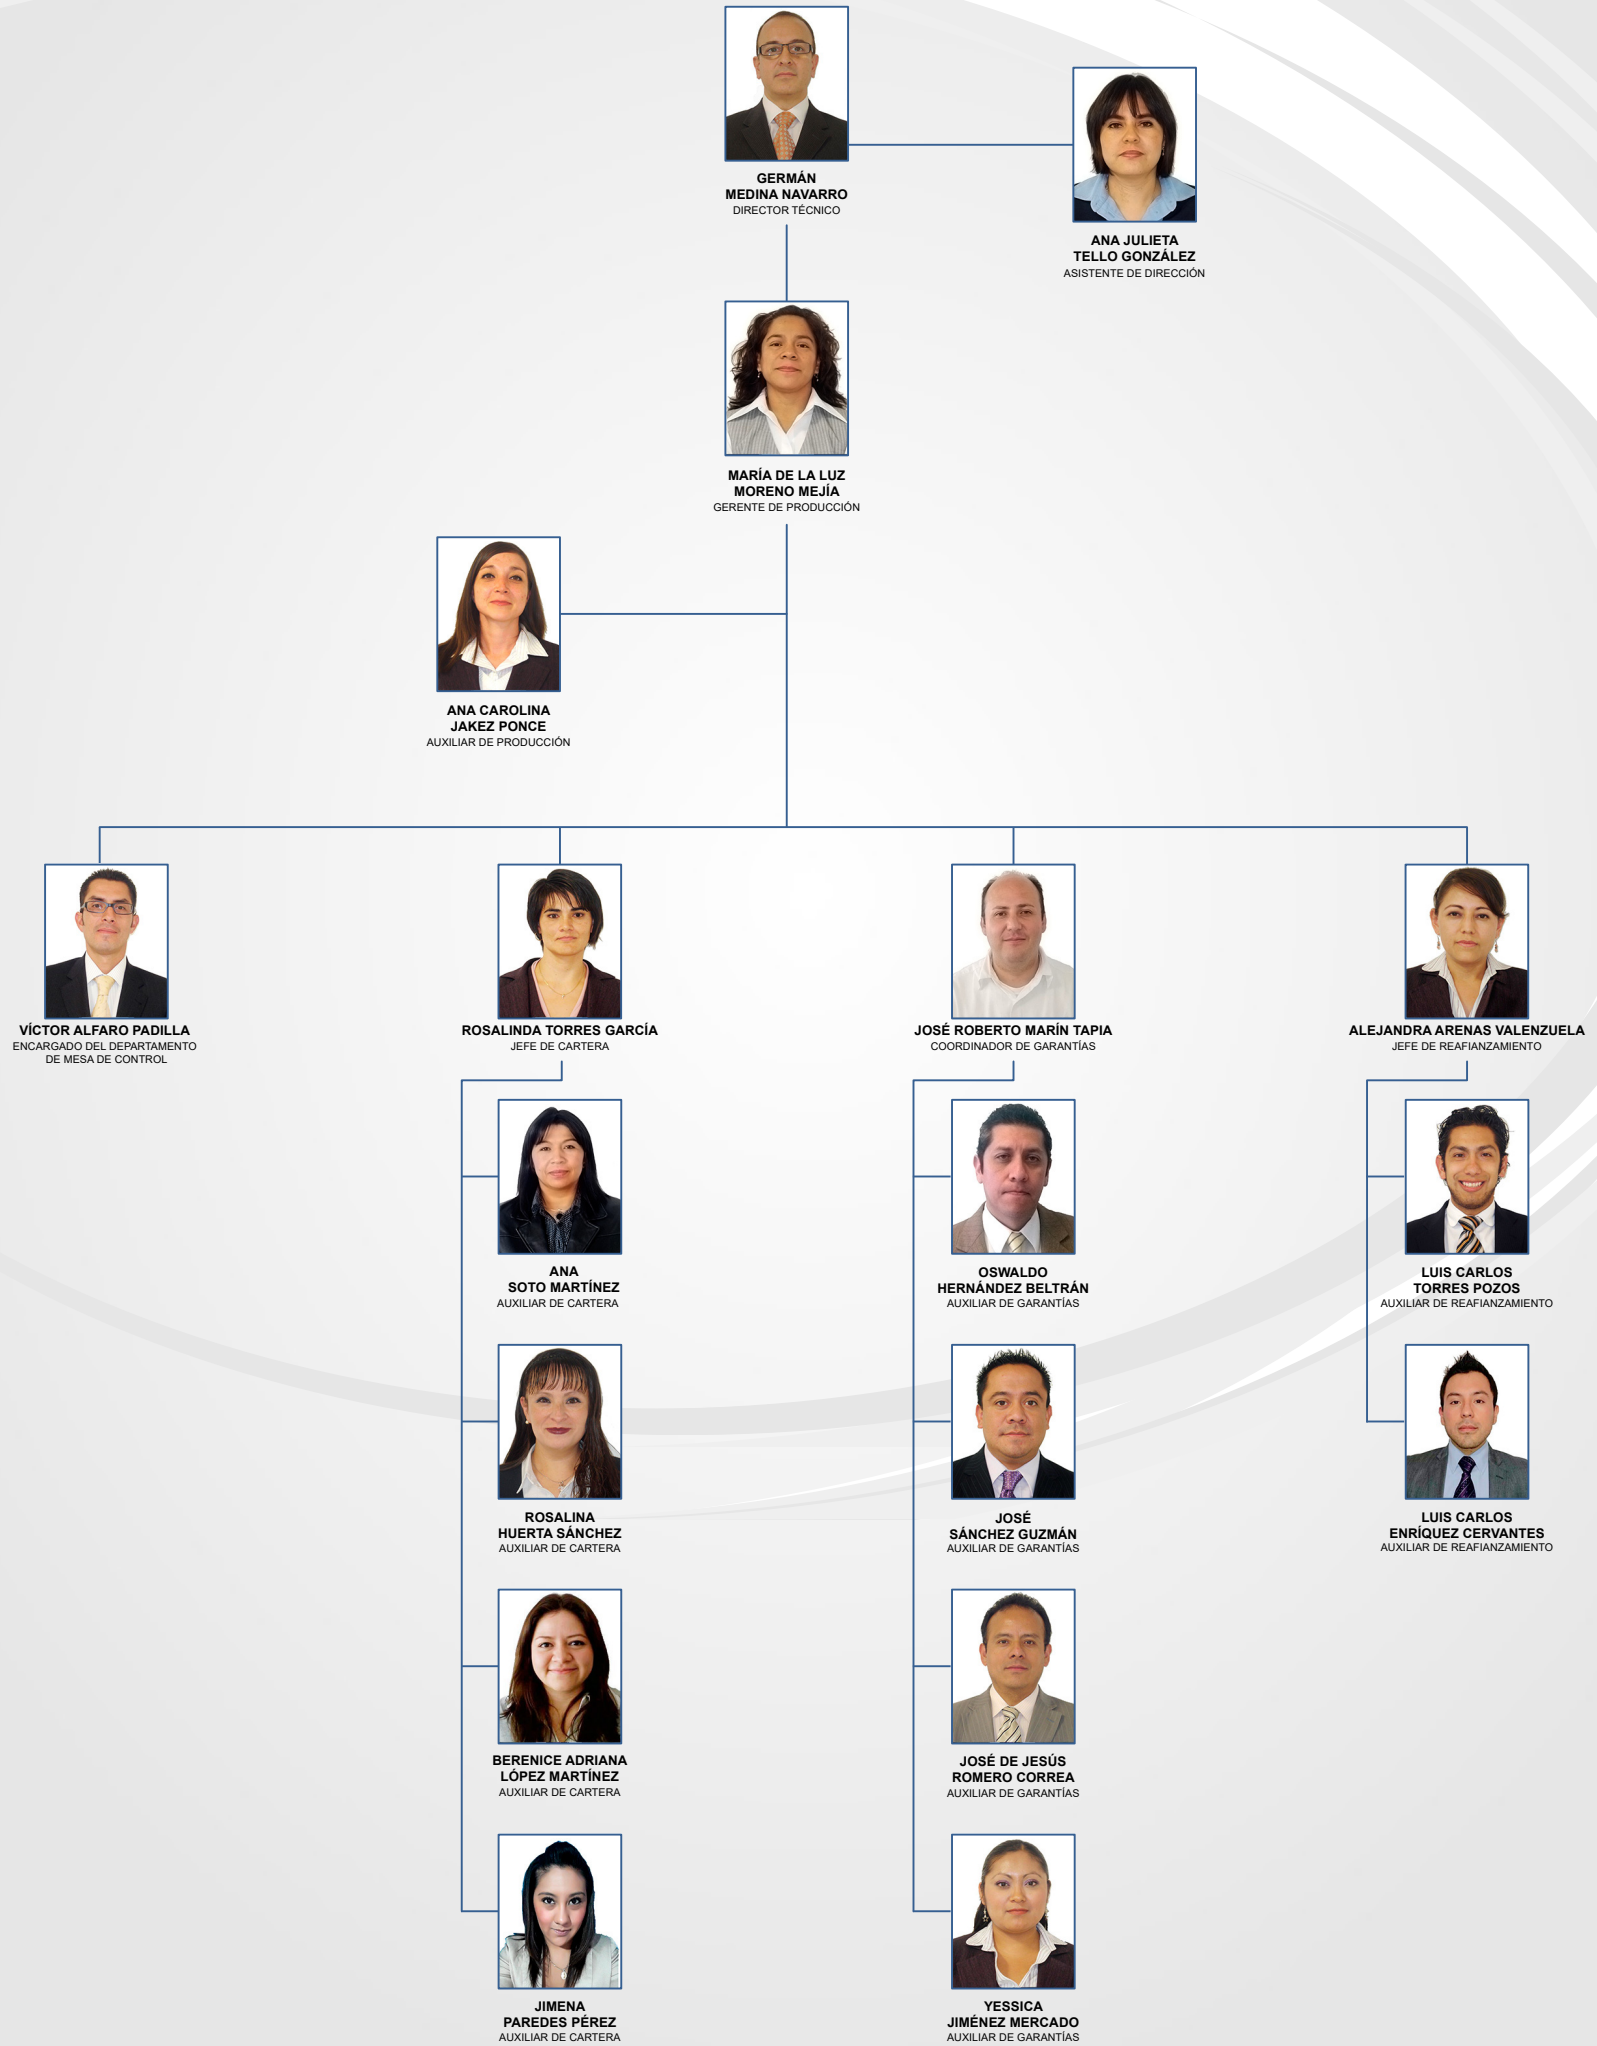 GERMÁN
MEDINA NAVARRO
DIRECTOR TÉCNICO
ANA JULIETA
TELLO GONZÁLEZ
ASISTENTE DE DIRECCIÓN
MARÍA DE LA LUZ
MORENO MEJÍA
GERENTE DE PRODUCCIÓN
ANA CAROLINA
JAKEZ PONCE
AUXILIAR DE PRODUCCIÓN
VÍCTOR ALFARO PADILLA
ENCARGADO DEL DEPARTAMENTO
DE MESA DE CONTROL
ROSALINDA TORRES GARCÍA
JEFE DE CARTERA
JOSÉ ROBERTO MARÍN TAPIA
COORDINADOR DE GARANTÍAS
ALEJANDRA ARENAS VALENZUELA
JEFE DE REAFIANZAMIENTO
ANA
SOTO MARTÍNEZ
AUXILIAR DE CARTERA
OSWALDO
HERNÁNDEZ BELTRÁN
AUXILIAR DE GARANTÍAS
LUIS CARLOS
TORRES POZOS
AUXILIAR DE REAFIANZAMIENTO
ROSALINA
HUERTA SÁNCHEZ
AUXILIAR DE CARTERA
JOSÉ
SÁNCHEZ GUZMÁN
AUXILIAR DE GARANTÍAS
LUIS CARLOS
ENRÍQUEZ CERVANTES
AUXILIAR DE REAFIANZAMIENTO
BERENICE ADRIANA
LÓPEZ MARTÍNEZ
AUXILIAR DE CARTERA
JOSÉ DE JESÚS
ROMERO CORREA
AUXILIAR DE GARANTÍAS
JIMENA
PAREDES PÉREZ
AUXILIAR DE CARTERA
YESSICA
JIMÉNEZ MERCADO
AUXILIAR DE GARANTÍAS